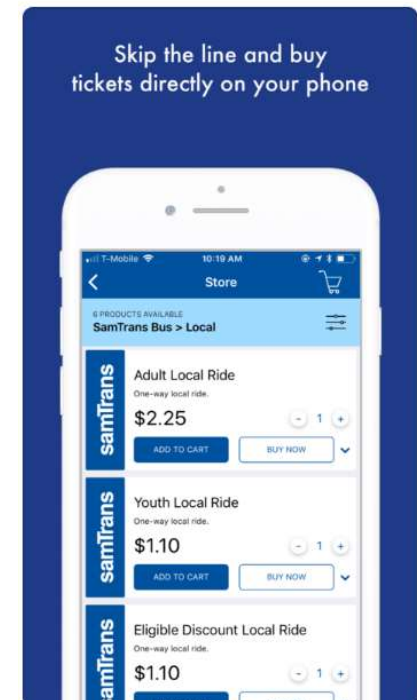 Skip the line and buy
tickets directly on your phone
T-Mobile 10:19 AM
Store
6 PRODUCTS AVAILABLE
SamTrans Bus > Local
samTrans
Adult Local Ride
One-way local ride.
$2.25
- 1 +
ADD TO CART BUY NOW
samTrans
Youth Local Ride
One-way local ride.
$1.10
- 1 +
ADD TO CART BUY NOW
samTrans
Eligible Discount Local Ride
One-way local ride.
$1.10
- 1 +